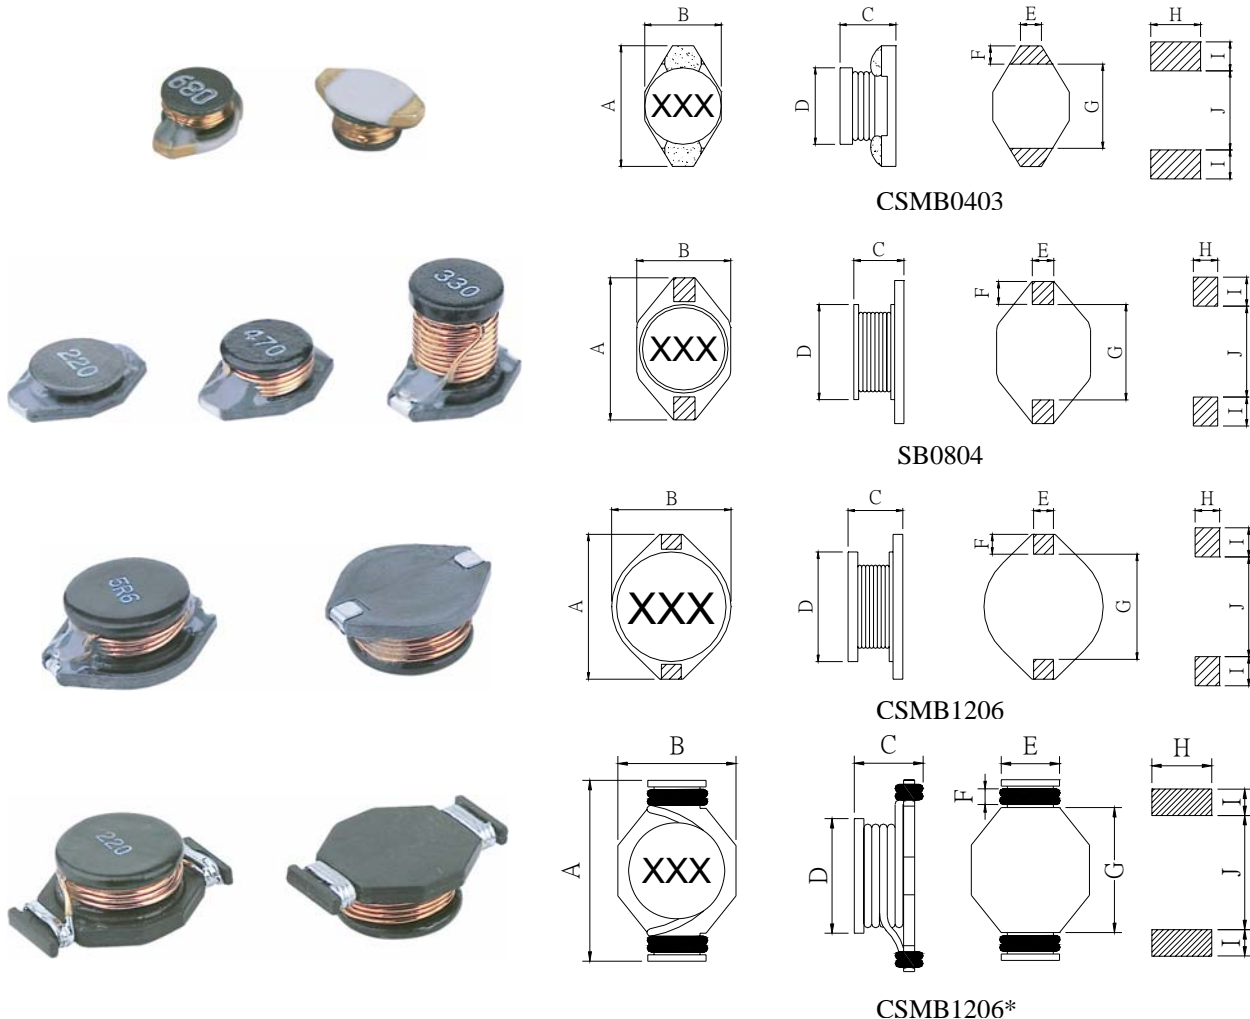 680
B
C
E
H
A
XXX
D
F
G
I
J
I
CSMB0403
220
470
330
B
C
E
H
A
XXX
D
F
G
I
J
I
SB0804
5R6
B
C
E
H
A
XXX
D
F
G
I
J
I
CSMB1206
220
B
C
E
H
A
XXX
D
F
G
I
J
I
CSMB1206*